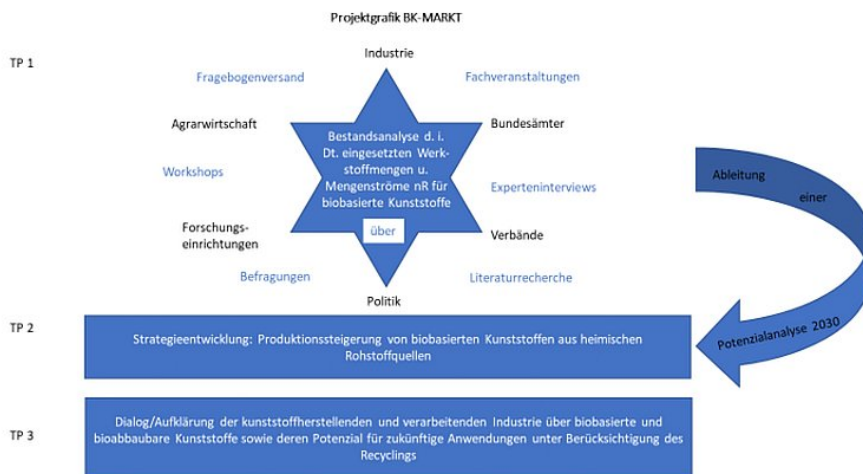 Projektgrafik BK-MARKT
Industrie
TP 1
Fragebogenversand
Fachveranstaltungen
Agrarwirtschaft
Bundesämter
Bestandsanalyse d. i.
Dt. eingesetzten Werk-
stoffmengen u.
Mengenströme nR für
biobasierte Kunststoffe
über
Workshops
Experteninterviews
Forschungs-
einrichtungen
Verbände
Befragungen
Literaturrecherche
Politik
Ableitung
einer
Potenzialanalyse 2030
TP 2
Strategieentwicklung: Produktionssteigerung von biobasierten Kunststoffen aus heimischen
Rohstoffquellen
TP 3
Dialog/Aufklärung der kunststoffherstellenden und verarbeitenden Industrie über biobasierte und
bioabbaubare Kunststoffe sowie deren Potenzial für zukünftige Anwendungen unter Berücksichtigung des
Recyclings